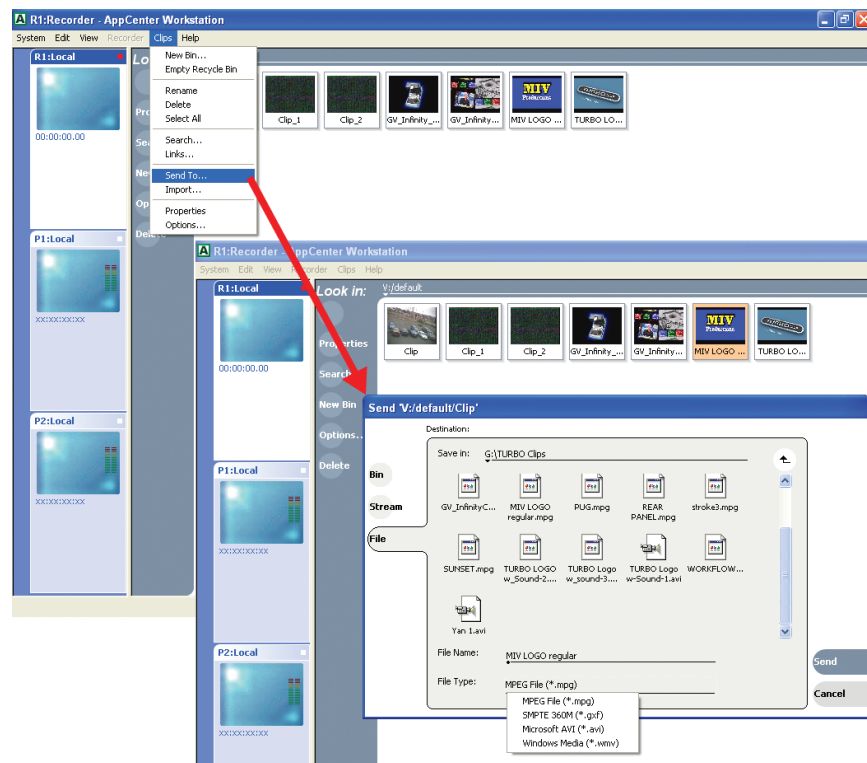 R1:Recorder - AppCenter Workstation
System Edit View Recorder Clips Help
R1:Local
00:00:00.00
P1:Local
XX:XX:XX:XX
P2:Local
XX:XX:XX:XX
New Bin...
Empty Recycle Bin
Rename
Delete
Select All
Search...
Links...
Send To...
Import...
Properties
Options...
Clip_1
Clip_2
GV_Infinity_...
GV_Infinity...
MIV LOGO ...
TURBO LO...
R1:Recorder - AppCenter Workstation
System Edit View Recorder Clips Help
R1:Local
00:00:00.00
P1:Local
XX:XX:XX:XX
P2:Local
XX:XX:XX:XX
Look in: V:/default
Properties
Search
New Bin
Options...
Delete
Clip
Clip_1
Clip_2
GV_Infinity_...
GV_Infinity...
MIV LOGO ...
TURBO LO...
Send 'V:/default/Clip'
Destination:
Bin
Stream
File
Save in: G:\TURBO Clips
GV_InfinityC...
MIV LOGO regular.mpg
PUG.mpg
REAR PANEL.mpg
stroke3.mpg
SUNSET.mpg
TURBO LOGO w_Sound-2....
TURBO Logo w_sound-3....
TURBO Logo w-Sound-1.avi
WORKFLOW...
Yan 1.avi
File Name: MIV LOGO regular
File Type: MPEG File (*.mpg)
MPEG File (*.mpg)
SMPTE 360M (*.gxf)
Microsoft AVI (*.avi)
Windows Media (*.wmv)
Send
Cancel